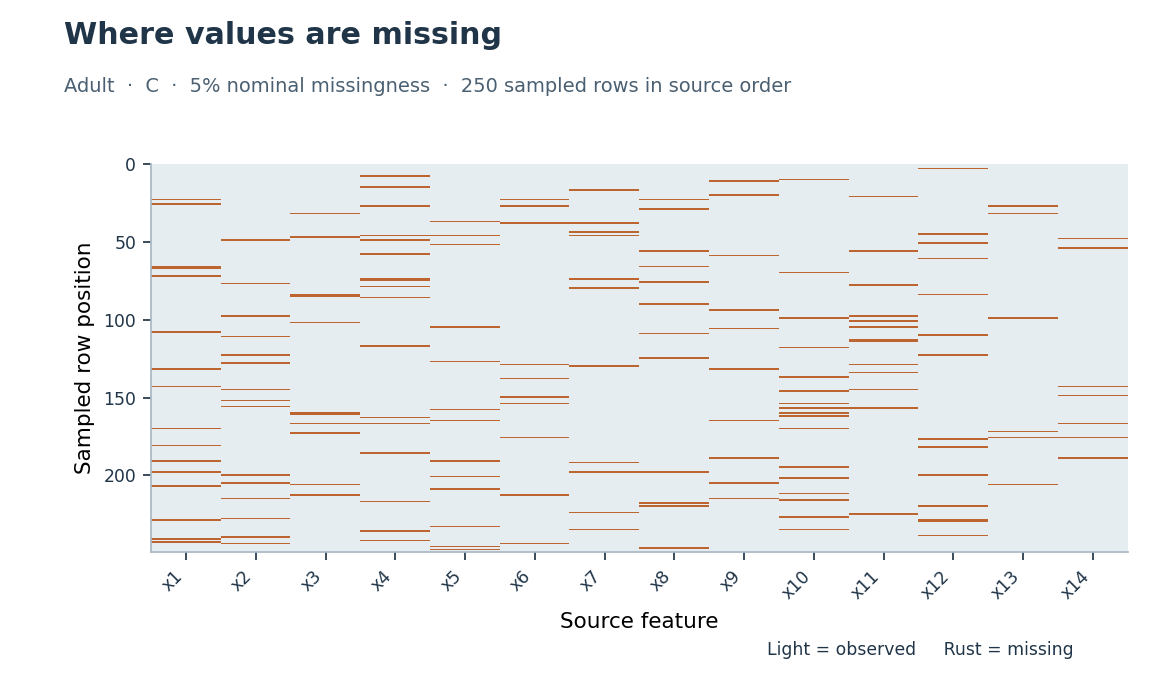 Where values are missing
Adult · C · 5% nominal missingness · 250 sampled rows in source order
0
50
100
150
200
Sampled row position
x1 x2 x3 x4 x5 x6 x7 x8 x9 x10 x11 x12 x13 x14
Source feature
Light = observed Rust = missing